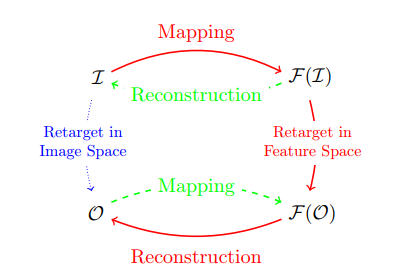 Mapping
𝓘
𝓕(𝓘)
Reconstruction
Retarget in
Image Space
Retarget in
Feature Space
Mapping
𝓞
𝓕(𝓞)
Reconstruction